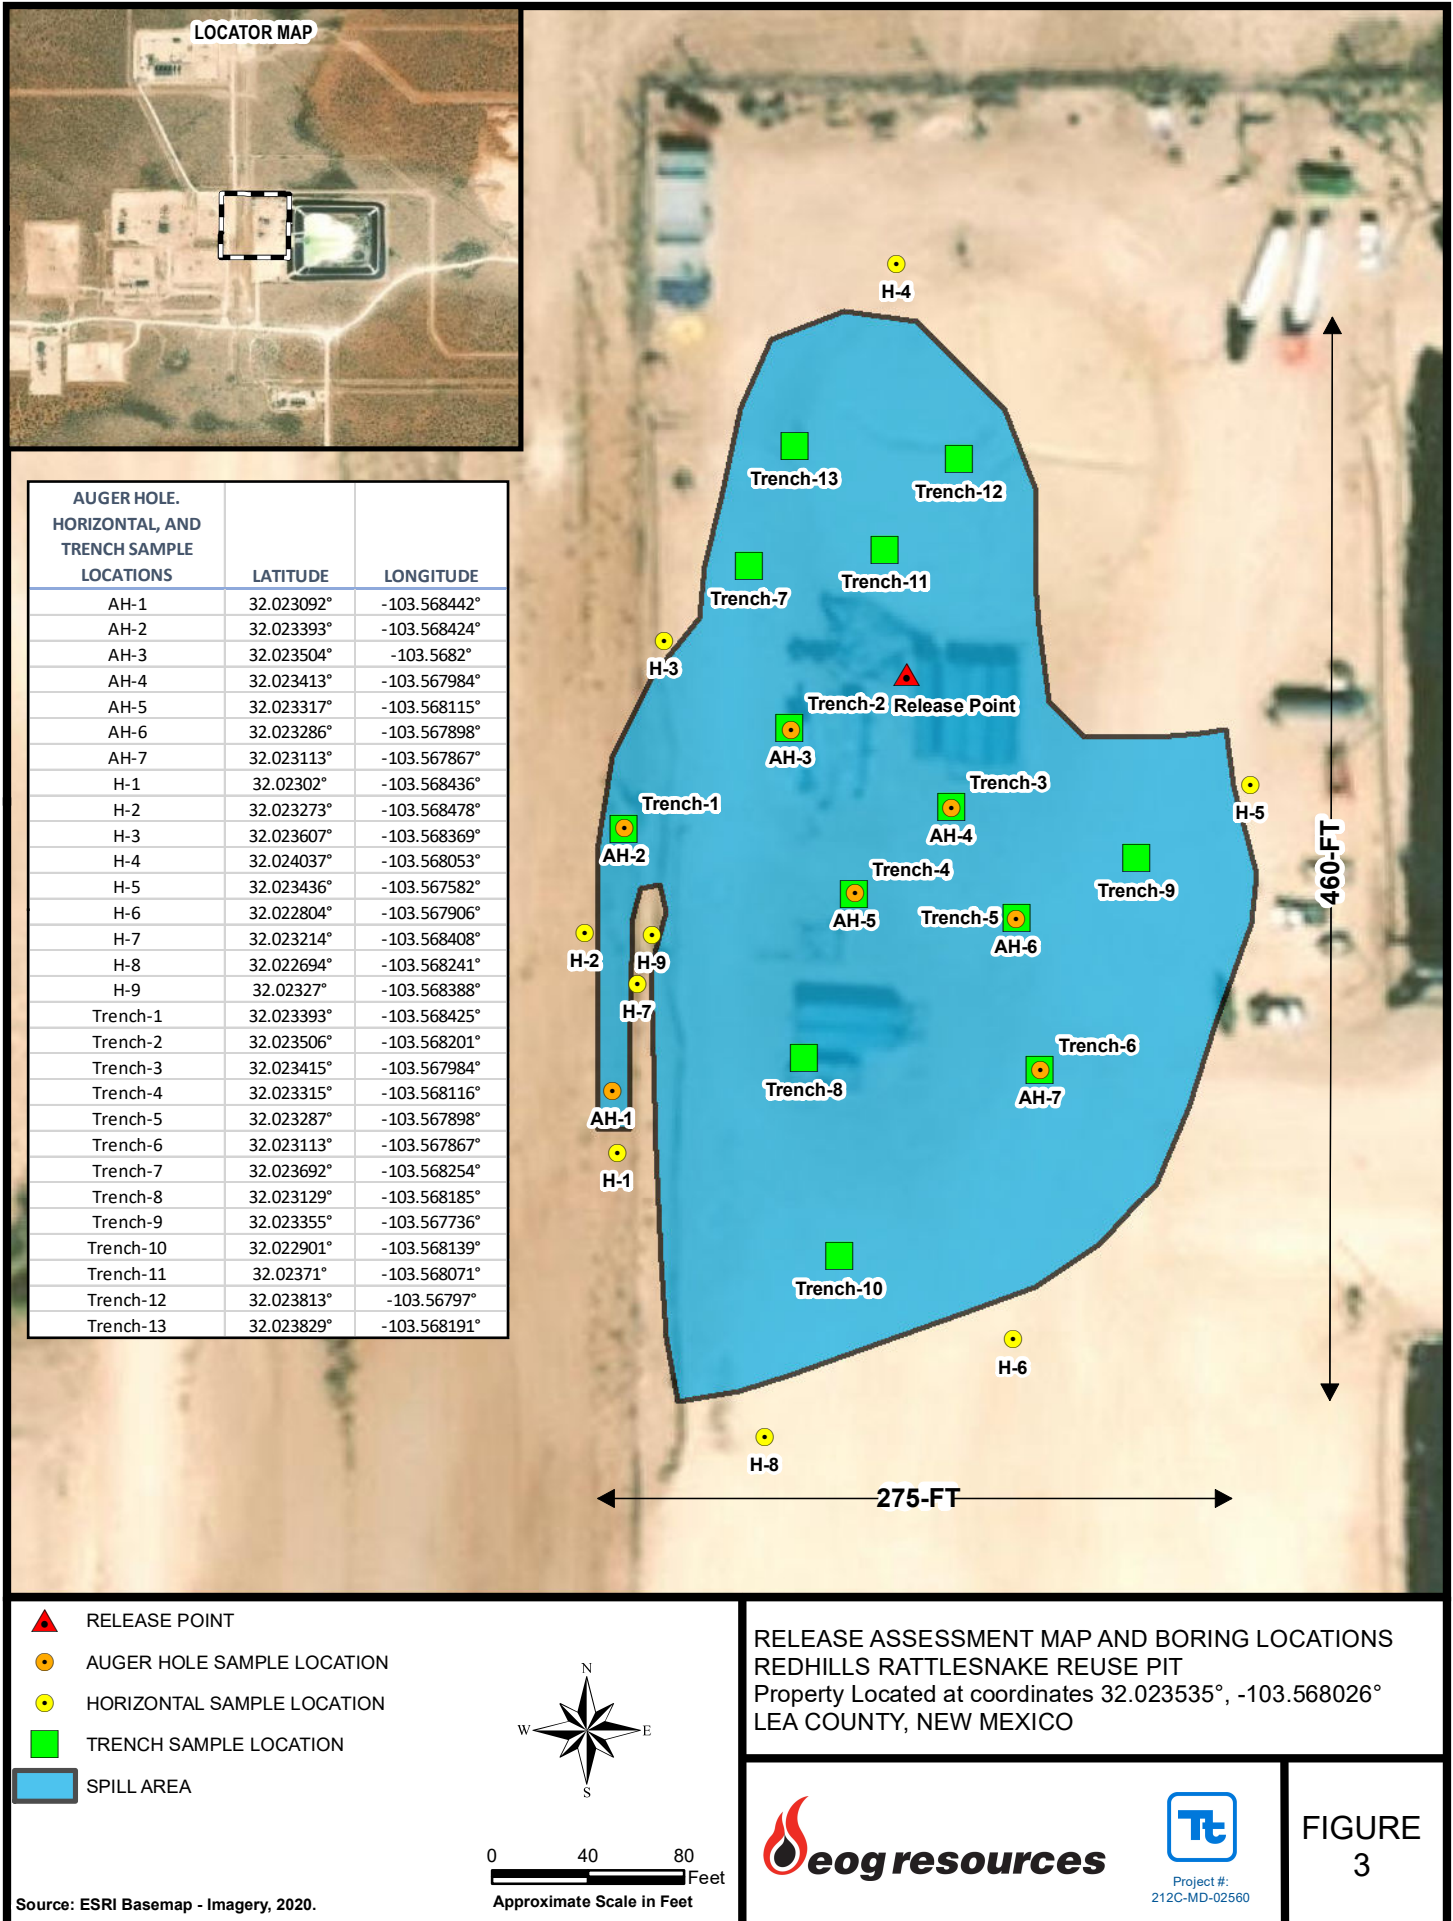 LOCATOR MAP
AUGER HOLE.
HORIZONTAL, AND
TRENCH SAMPLE
LOCATIONS LATITUDE LONGITUDE
AH-1 32.023092° -103.568442°
AH-2 32.023393° -103.568424°
AH-3 32.023504° -103.5682°
AH-4 32.023413° -103.567984°
AH-5 32.023317° -103.568115°
AH-6 32.023286° -103.567898°
AH-7 32.023113° -103.567867°
H-1 32.02302° -103.568436°
H-2 32.023273° -103.568478°
H-3 32.023607° -103.568369°
H-4 32.024037° -103.568053°
H-5 32.023436° -103.567582°
H-6 32.022804° -103.567906°
H-7 32.023214° -103.568408°
H-8 32.022694° -103.568241°
H-9 32.02327° -103.568388°
Trench-1 32.023393° -103.568425°
Trench-2 32.023506° -103.568201°
Trench-3 32.023415° -103.567984°
Trench-4 32.023315° -103.568116°
Trench-5 32.023287° -103.567898°
Trench-6 32.023113° -103.567867°
Trench-7 32.023692° -103.568254°
Trench-8 32.023129° -103.568185°
Trench-9 32.023355° -103.567736°
Trench-10 32.022901° -103.568139°
Trench-11 32.02371° -103.568071°
Trench-12 32.023813° -103.56797°
Trench-13 32.023829° -103.568191°
H-4
Trench-13
Trench-12
Trench-11
Trench-7
H-3
Trench-2 Release Point
AH-3
Trench-3
H-5
Trench-1
AH-4
AH-2
Trench-4
Trench-9
460-FT
AH-5
Trench-5
AH-6
H-2
H-9
H-7
Trench-6
Trench-8
AH-7
AH-1
H-1
Trench-10
H-6
H-8
275-FT
RELEASE POINT
AUGER HOLE SAMPLE LOCATION
HORIZONTAL SAMPLE LOCATION
TRENCH SAMPLE LOCATION
SPILL AREA
N
W E
S
0 40 80
Feet
Approximate Scale in Feet
Source: ESRI Basemap - Imagery, 2020.
RELEASE ASSESSMENT MAP AND BORING LOCATIONS
REDHILLS RATTLESNAKE REUSE PIT
Property Located at coordinates 32.023535°, -103.568026°
LEA COUNTY, NEW MEXICO
eog resources
Tt
Project #:
212C-MD-02560
FIGURE
3